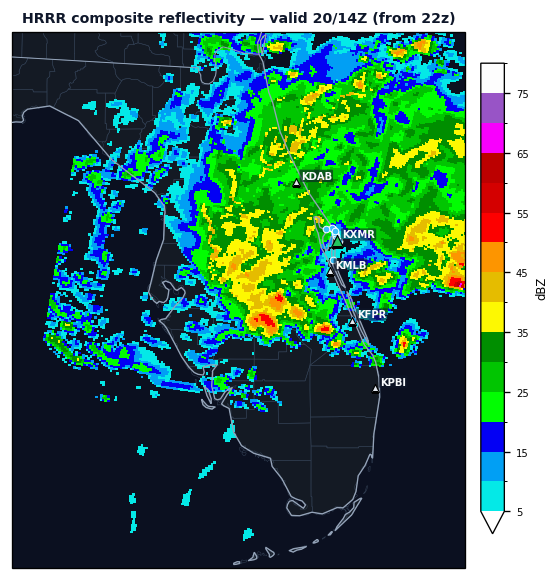 HRRR composite reflectivity — valid 20/14Z (from 22z)
KDAB
KXMR
KMLB
KFPR
KPBI
75
65
55
45
35
25
15
5
dBZ